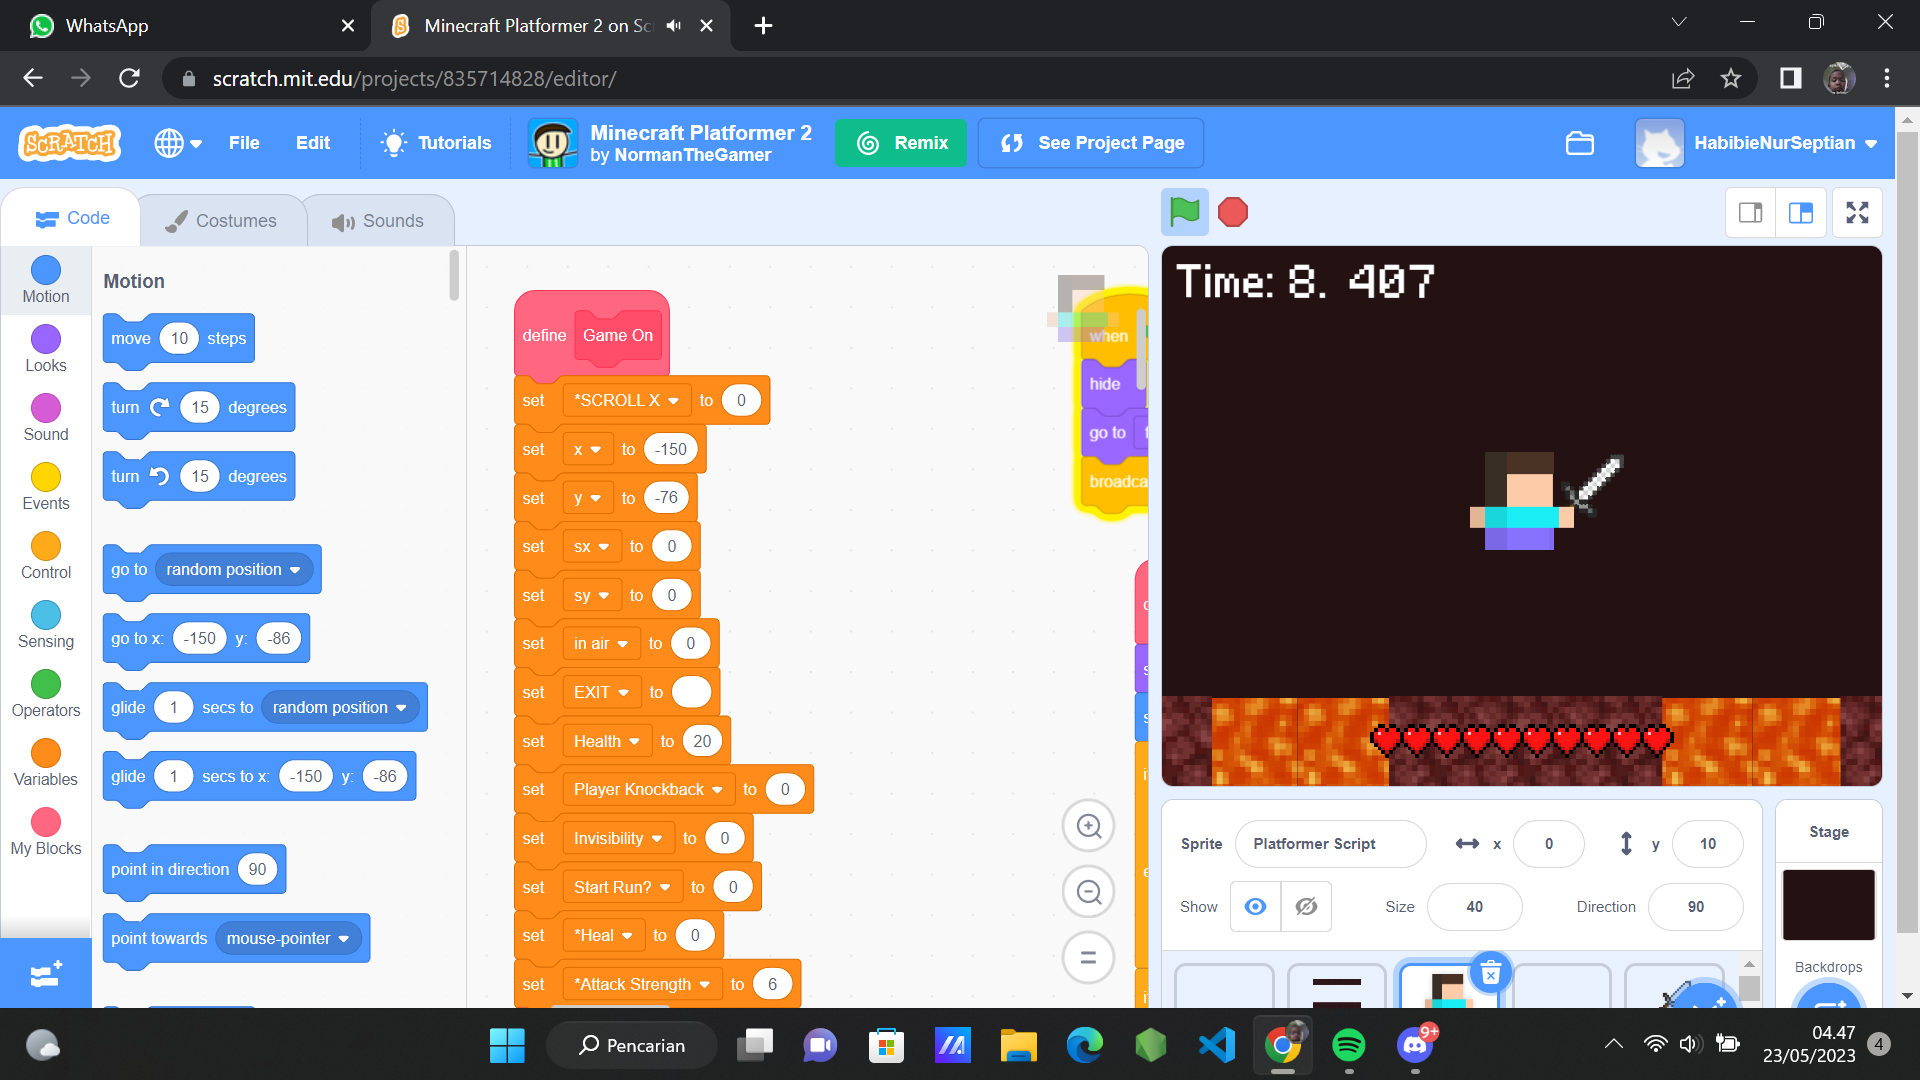 WhatsApp
Minecraft Platformer 2 on Sc
scratch.mit.edu/projects/835714828/editor/
SCRATCH
File
Edit
Tutorials
Minecraft Platformer 2
by NormanTheGamer
Remix
See Project Page
HabibieNurSeptian
Code
Costumes
Sounds
Motion
Looks
Sound
Events
Control
Sensing
Operators
Variables
My Blocks
Motion
move 10 steps
turn 15 degrees
turn 15 degrees
go to random position
go to x: -150 y: -86
glide 1 secs to random position
glide 1 secs to x: -150 y: -86
point in direction 90
point towards mouse-pointer
define Game On
set *SCROLL X to 0
set x to -150
set y to -76
set sx to 0
set sy to 0
set in air to 0
set EXIT to
set Health to 20
set Player Knockback to 0
set Invisibility to 0
set Start Run? to 0
set *Heal to 0
set *Attack Strength to 6
when
hide
go to
broadca
Time: 8. 407
Sprite Platformer Script x 0 y 10
Show Size 40 Direction 90
Stage
Backdrops
Pencarian
9+
04.47
23/05/2023
4